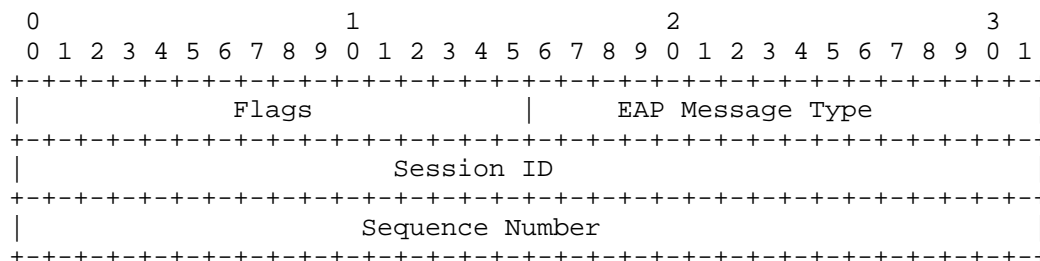 0                   1                   2                   3
0 1 2 3 4 5 6 7 8 9 0 1 2 3 4 5 6 7 8 9 0 1 2 3 4 5 6 7 8 9 0 1
+-+-+-+-+-+-+-+-+-+-+-+-+-+-+-+-+-+-+-+-+-+-+-+-+-+-+-+-+-+-+-+-
|             Flags             |     EAP Message Type          |
+-+-+-+-+-+-+-+-+-+-+-+-+-+-+-+-+-+-+-+-+-+-+-+-+-+-+-+-+-+-+-+-
|                       Session ID                              |
+-+-+-+-+-+-+-+-+-+-+-+-+-+-+-+-+-+-+-+-+-+-+-+-+-+-+-+-+-+-+-+-
|                     Sequence Number                           |
+-+-+-+-+-+-+-+-+-+-+-+-+-+-+-+-+-+-+-+-+-+-+-+-+-+-+-+-+-+-+-+-